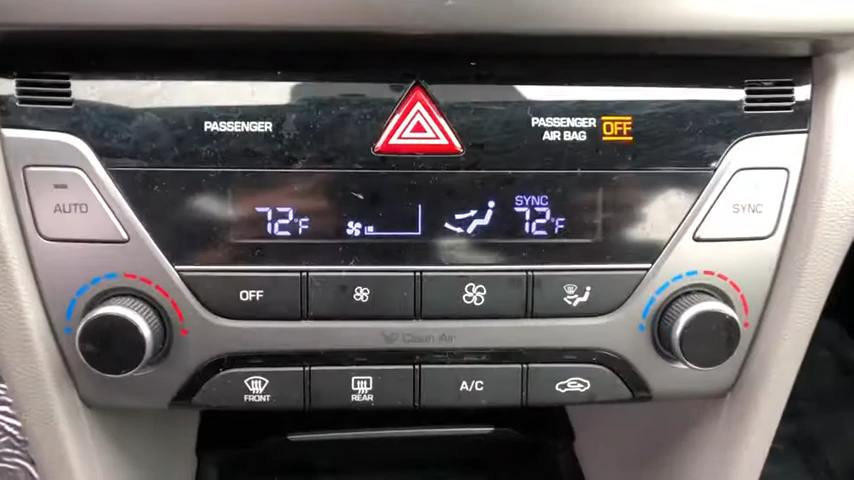 PASSENGER
PASSENGER
AIR BAG
OFF
AUTO
72°F
SYNC
72°F
SYNC
OFF
Clean Air
FRONT
REAR
A/C